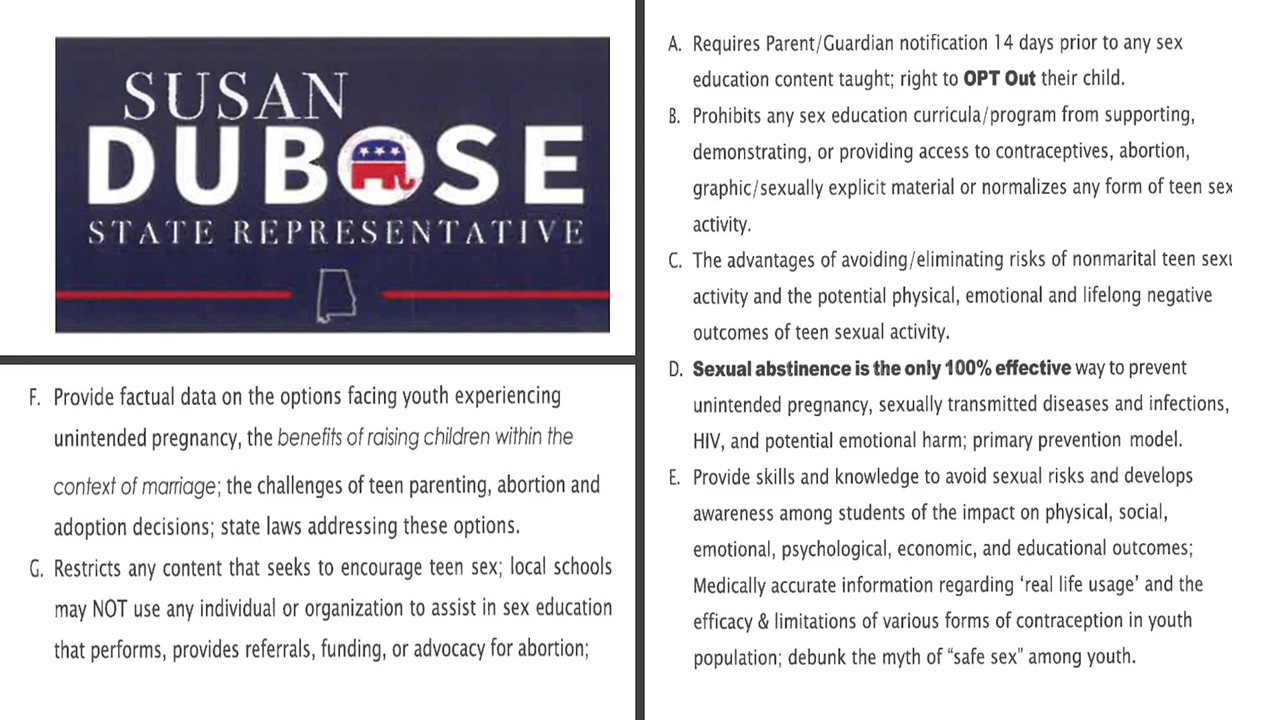 SUSAN
DUBOSE
STATE REPRESENTATIVE
A. Requires Parent/Guardian notification 14 days prior to any sex
education content taught; right to OPT Out their child.
B. Prohibits any sex education curricula/program from supporting,
demonstrating, or providing access to contraceptives, abortion,
graphic/sexually explicit material or normalizes any form of teen sex
activity.
C. The advantages of avoiding/eliminating risks of nonmarital teen
activity and the potential physical, emotional and lifelong negative
outcomes of teen sexual activity.
D. Sexual abstinence is the only 100% effective way to prevent
unintended pregnancy, sexually transmitted diseases and infections,
HIV, and potential emotional harm; primary prevention model.
E. Provide skills and knowledge to avoid sexual risks and develops
awareness among students of the impact on physical, social,
emotional, psychological, economic, and educational outcomes;
Medically accurate information regarding ‘real life usage’ and the
efficacy & limitations of various forms of contraception in youth
population; debunk the myth of “safe sex” among youth.
F. Provide factual data on the options facing youth experiencing
unintended pregnancy, the benefits of raising children within the
context of marriage; the challenges of teen parenting, abortion and
adoption decisions; state laws addressing these options.
G. Restricts any content that seeks to encourage teen sex; local schools
may NOT use any individual or organization to assist in sex education
that performs, provides referrals, funding, or advocacy for abortion;